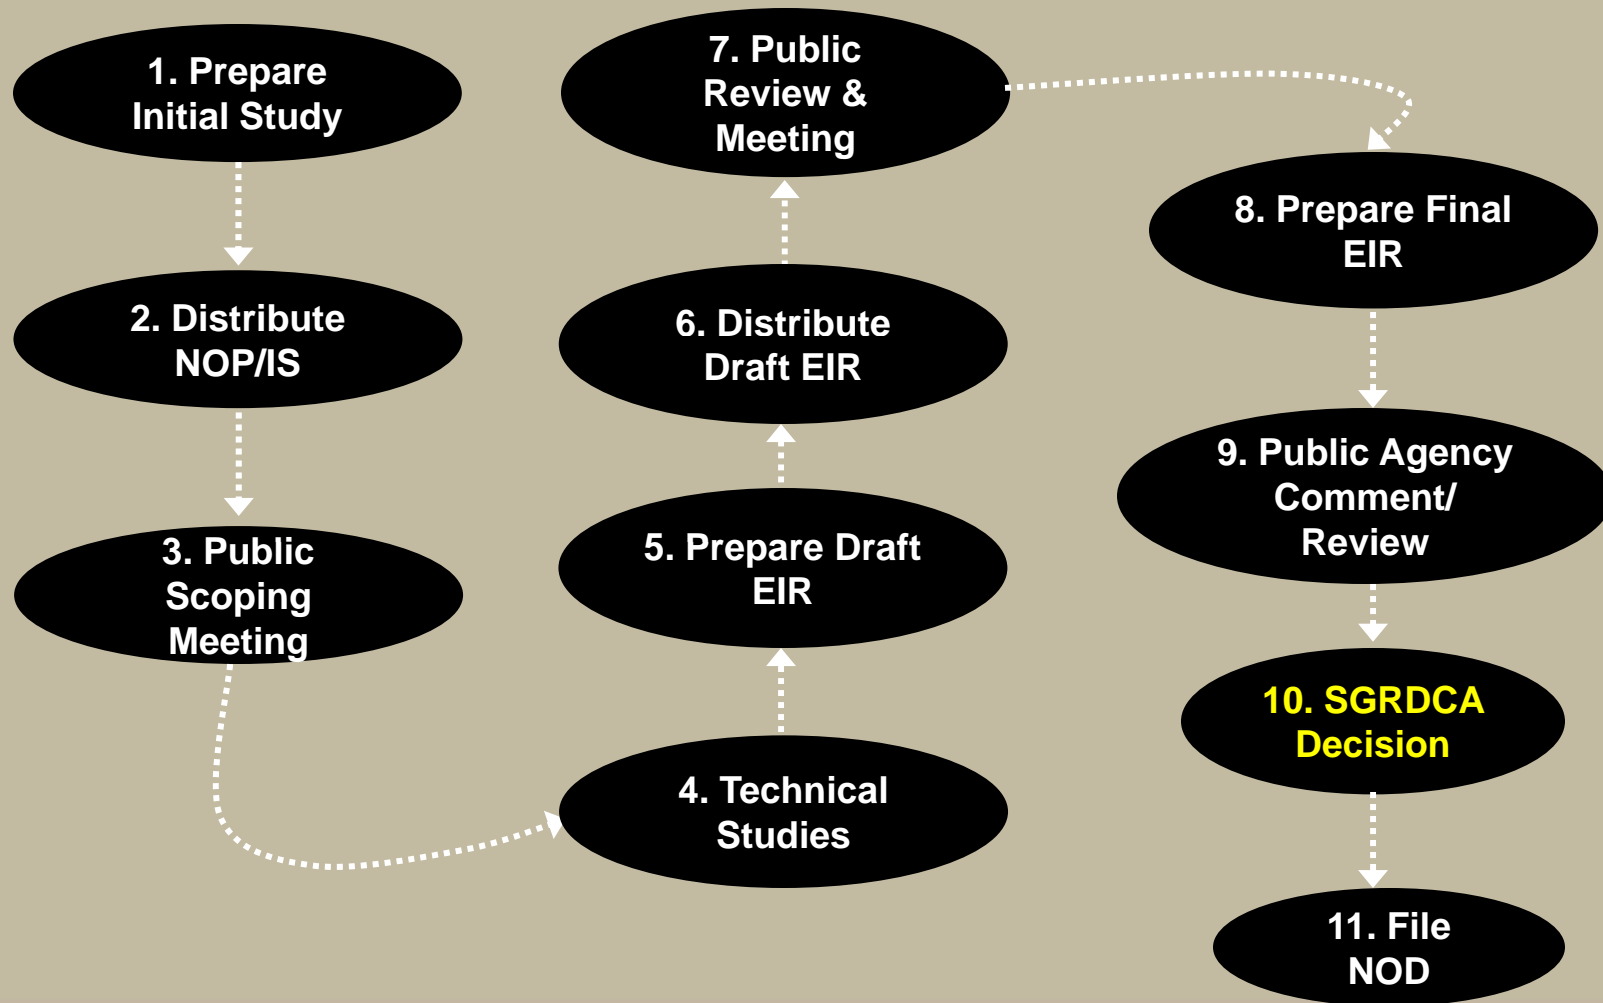 1. Prepare
Initial Study
2. Distribute
NOP/IS
3. Public
Scoping
Meeting
4. Technical
Studies
5. Prepare Draft
EIR
6. Distribute
Draft EIR
7. Public
Review &
Meeting
8. Prepare Final
EIR
9. Public Agency
Comment/
Review
10. SGRDCA
Decision
11. File
NOD